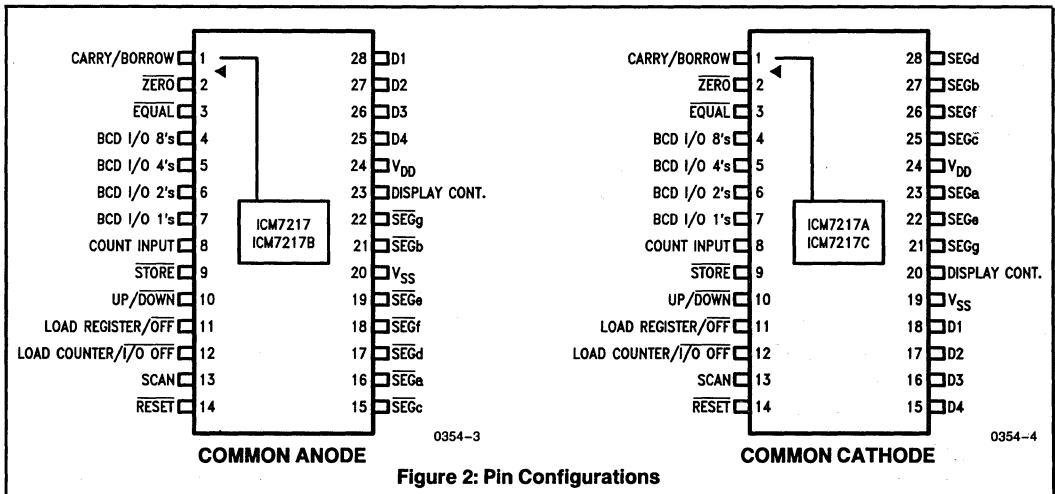 CARRY/BORROW 1 28 D1
ZERO 2 27 D2
EQUAL 3 26 D3
BCD I/O 8's 4 25 D4
BCD I/O 4's 5 24 VDD
BCD I/O 2's 6 23 DISPLAY CONT.
BCD I/O 1's 7 22 SEGg
COUNT INPUT 8 21 SEGb
STORE 9 20 VSS
UP/DOWN 10 19 SEGe
LOAD REGISTER/OFF 11 18 SEGf
LOAD COUNTER/I/O OFF 12 17 SEGd
SCAN 13 16 SEGa
RESET 14 15 SEGc
ICM7217
ICM7217B
0354-3
COMMON ANODE
CARRY/BORROW 1 28 SEGd
ZERO 2 27 SEGb
EQUAL 3 26 SEGf
BCD I/O 8's 4 25 SEGc
BCD I/O 4's 5 24 VDD
BCD I/O 2's 6 23 SEGa
BCD I/O 1's 7 22 SEGe
COUNT INPUT 8 21 SEGg
STORE 9 20 DISPLAY CONT.
UP/DOWN 10 19 VSS
LOAD REGISTER/OFF 11 18 D1
LOAD COUNTER/I/O OFF 12 17 D2
SCAN 13 16 D3
RESET 14 15 D4
ICM7217A
ICM7217C
0354-4
COMMON CATHODE
Figure 2: Pin Configurations